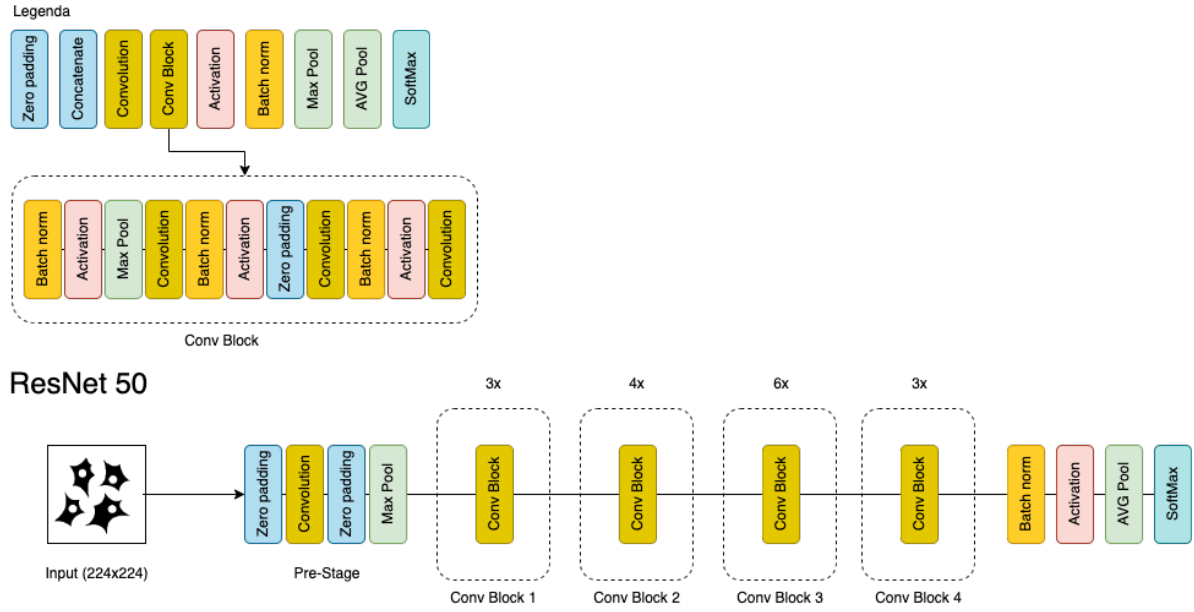 Legenda
Zero padding
Concatenate
Convolution
Conv Block
Activation
Batch norm
Max Pool
AVG Pool
SoftMax
Batch norm
Activation
Max Pool
Convolution
Batch norm
Activation
Zero padding
Convolution
Batch norm
Activation
Convolution
Conv Block
ResNet 50
3x
4x
6x
3x
Zero padding
Convolution
Zero padding
Max Pool
Conv Block
Conv Block
Conv Block
Conv Block
Batch norm
Activation
AVG Pool
SoftMax
Input (224x224)
Pre-Stage
Conv Block 1
Conv Block 2
Conv Block 3
Conv Block 4